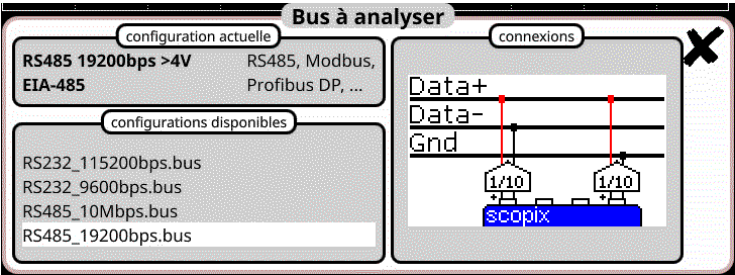 Bus à analyser
configuration actuelle
RS485 19200bps >4V RS485, Modbus,
EIA-485 Profibus DP, ...
configurations disponibles
RS232_115200bps.bus
RS232_9600bps.bus
RS485_10Mbps.bus
RS485_19200bps.bus
connexions
Data+
Data-
Gnd
1/10 1/10
+ +
scopix